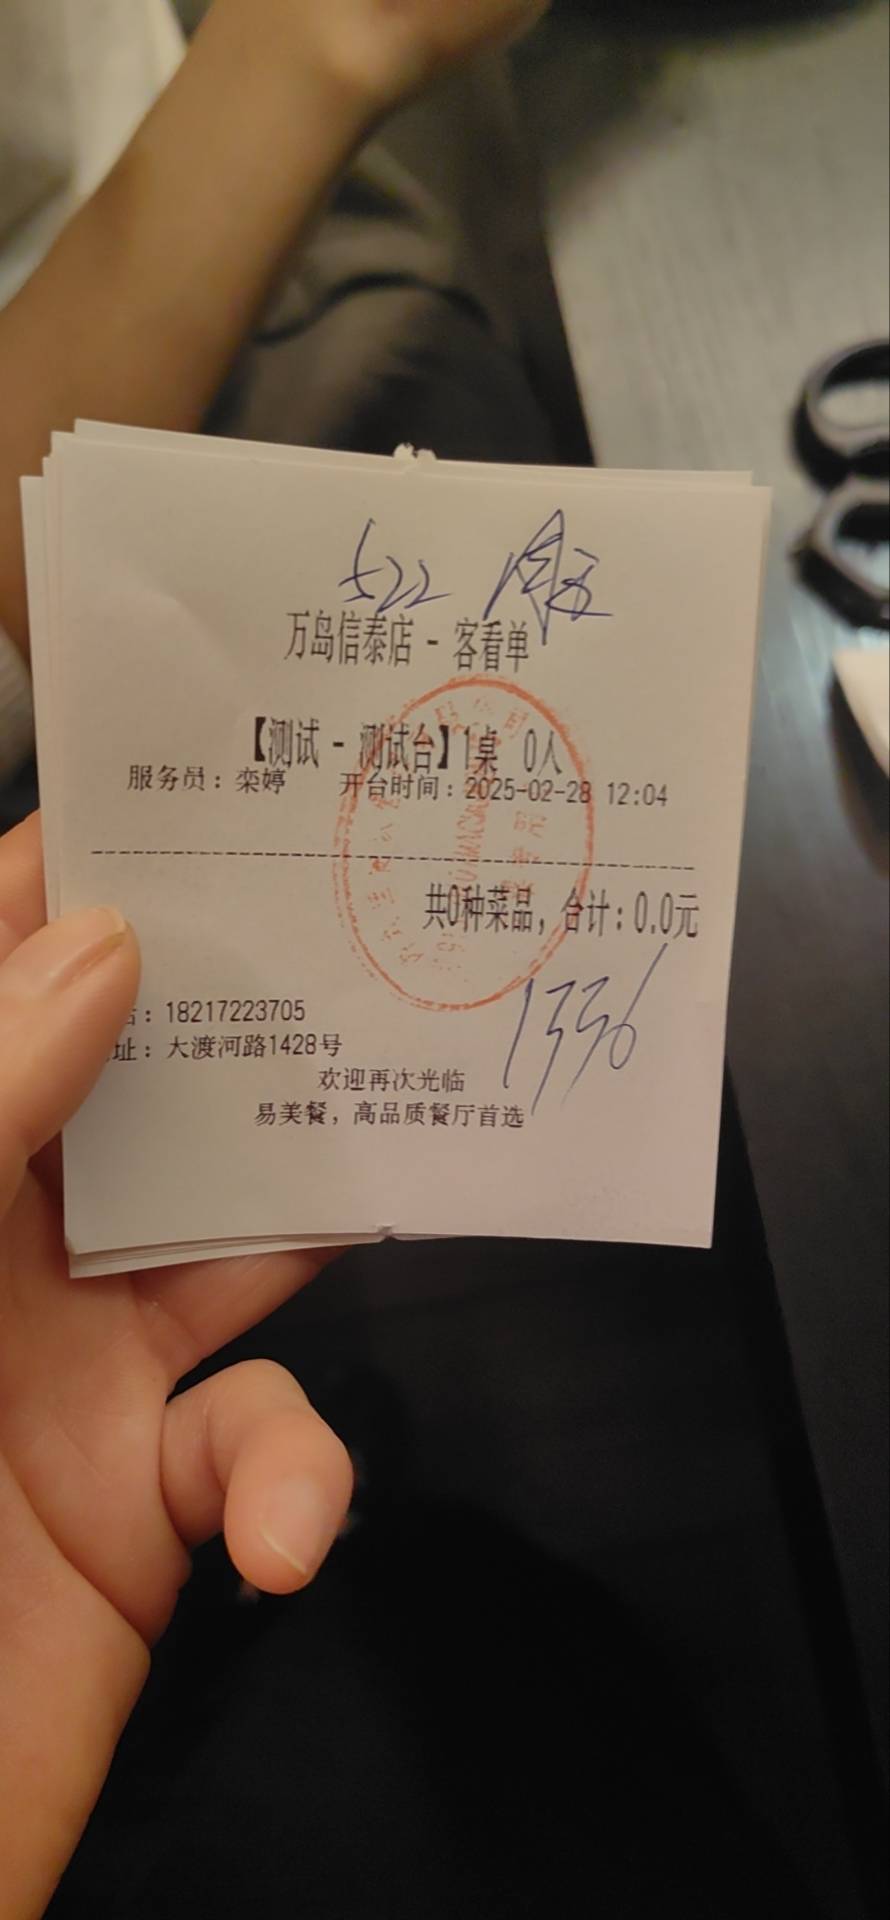 522 周五
万岛信泰店 - 客看单
【测试 - 测试台】1桌 0人
服务员：栾婷 开台时间：2025-02-28 12:04
共0种菜品，合计：0.0元
：18217223705
址：大渡河路1428号
1336
欢迎再次光临
易美餐，高品质餐厅首选